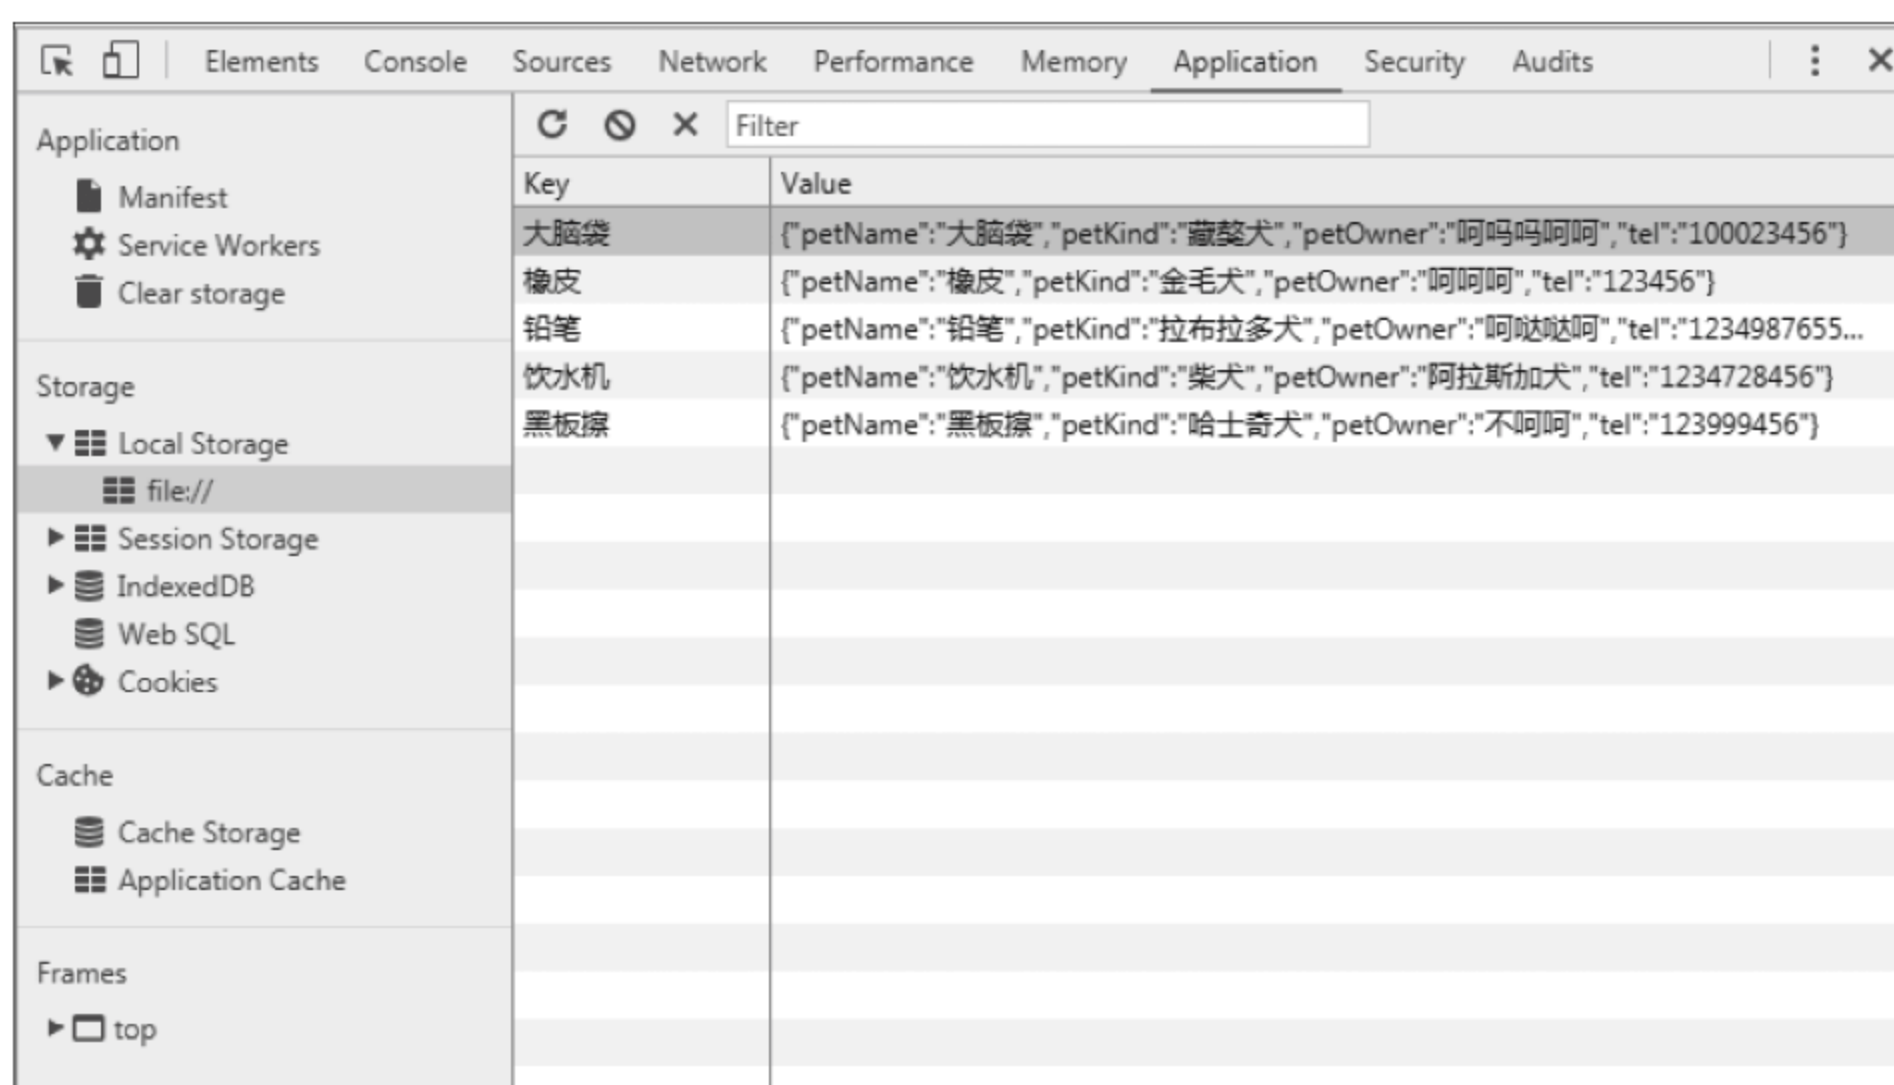 Elements Console Sources Network Performance Memory Application Security Audits
Application
Manifest
Service Workers
Clear storage
Storage
Local Storage
file://
Session Storage
IndexedDB
Web SQL
Cookies
Cache
Cache Storage
Application Cache
Frames
top
Filter
Key Value
大脑袋 {"petName":"大脑袋","petKind":"藏獒犬","petOwner":"呵吗吗呵呵","tel":"100023456"}
橡皮 {"petName":"橡皮","petKind":"金毛犬","petOwner":"呵呵呵","tel":"123456"}
铅笔 {"petName":"铅笔","petKind":"拉布拉多犬","petOwner":"呵哒哒呵","tel":"1234987655...
饮水机 {"petName":"饮水机","petKind":"柴犬","petOwner":"阿拉斯加犬","tel":"1234728456"}
黑板擦 {"petName":"黑板擦","petKind":"哈士奇犬","petOwner":"不呵呵","tel":"123999456"}